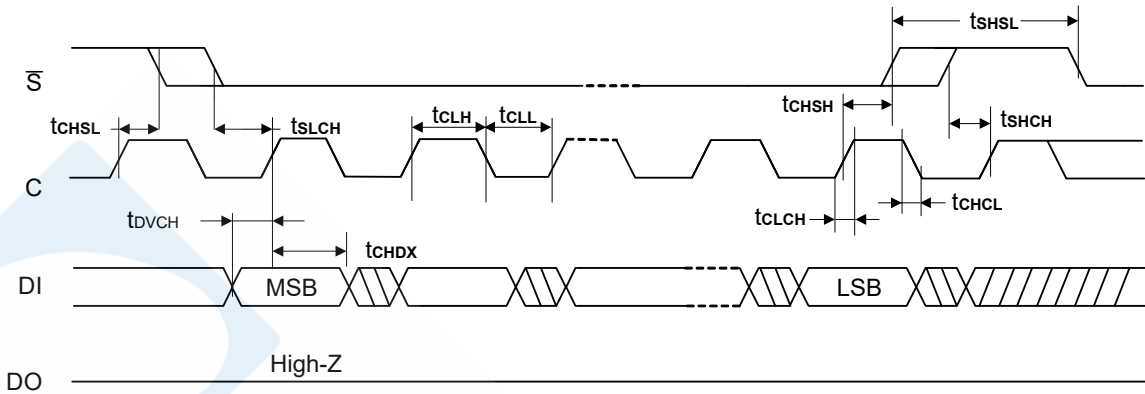 tSHSL
S
tCHSH
tCHSL
tSLCH
tCLH
tCLL
tSHCH
C
tDVCH
tCHDX
tCLCH
tCHCL
DI
MSB
LSB
High-Z
DO